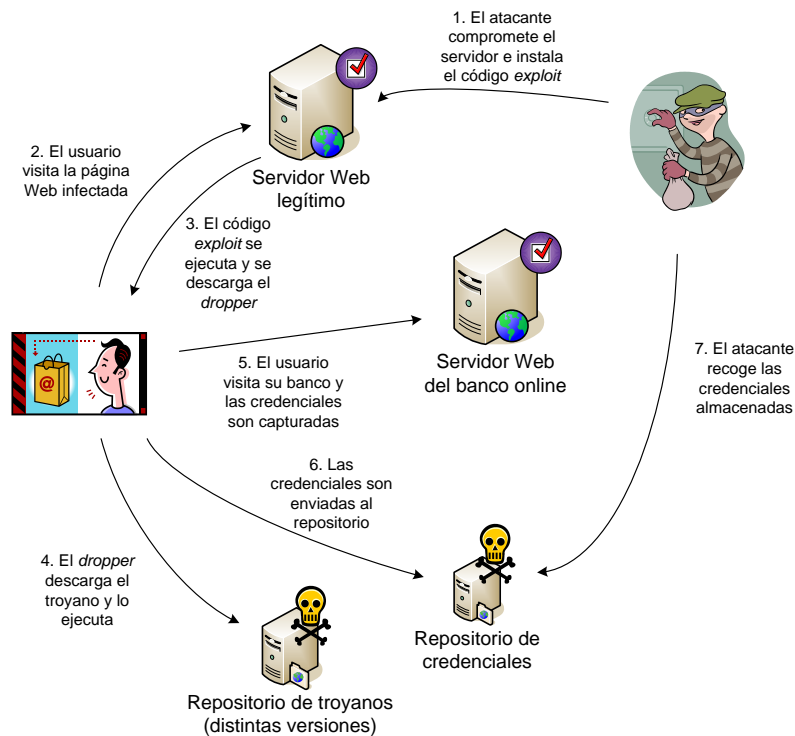 1. El atacante
compromete el
servidor e instala
el código exploit
2. El usuario
visita la página
Web infectada
Servidor Web
legítimo
3. El código
exploit se
ejecuta y se
descarga el
dropper
@
Servidor Web
del banco online
5. El usuario
visita su banco y
las credenciales
son capturadas
7. El atacante
recoge las
credenciales
almacenadas
6. Las
credenciales son
enviadas al
repositorio
4. El dropper
descarga el
troyano y lo
ejecuta
Repositorio de
credenciales
Repositorio de troyanos
(distintas versiones)